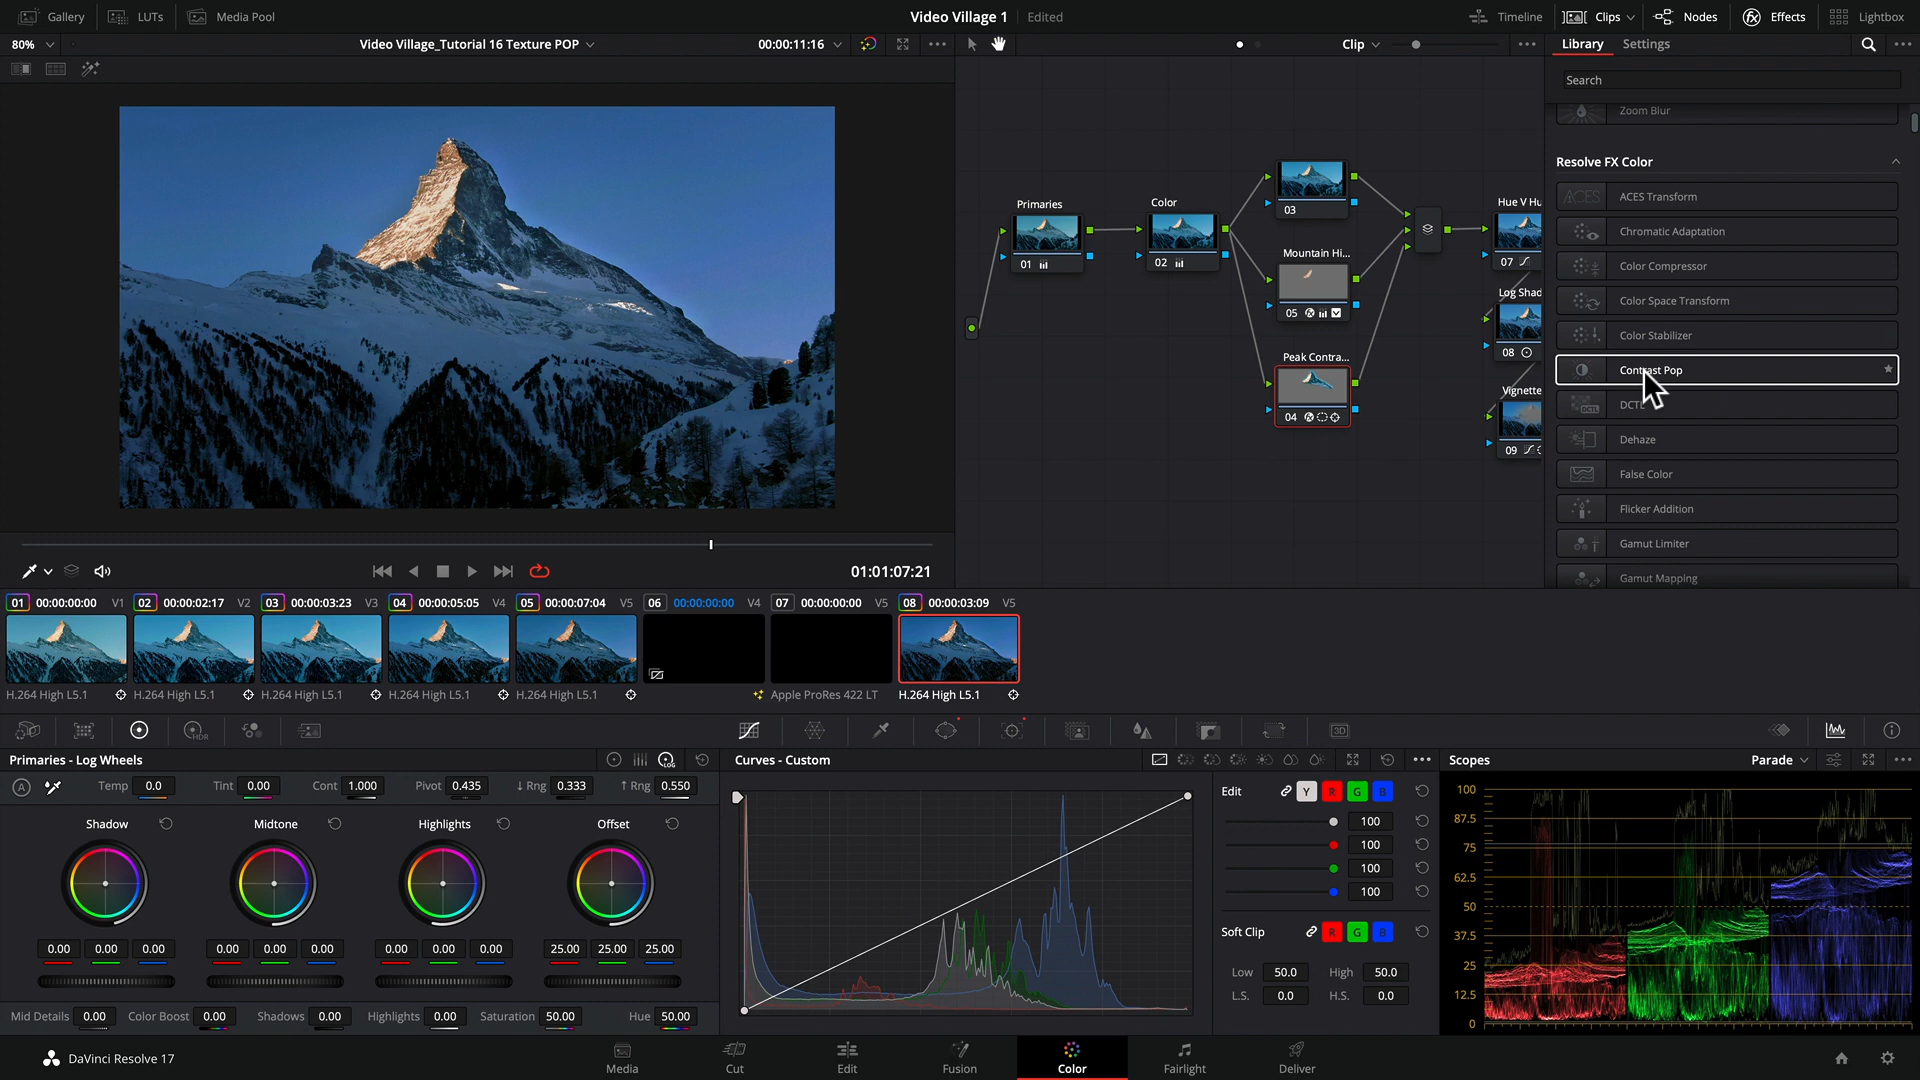 Gallery LUTs Media Pool Video Village 1 Edited Timeline Clips Nodes Effects Lightbox
80% Video Village_Tutorial 16 Texture POP 00:00:11:16 Clip Library Settings
Search
Zoom Blur
Resolve FX Color
ACES ACES Transform
Chromatic Adaptation
Color Compressor
Color Space Transform
Color Stabilizer
Contrast Pop
DCTL
Dehaze
False Color
Flicker Addition
Gamut Limiter
Gamut Mapping
Primaries
01
Color
02
03
Mountain Hi...
05
Peak Contra...
04
Hue V Hu
07
Log Shad
08
Vignette
09
01:01:07:21
01 00:00:00:00 V1 02 00:00:02:17 V2 03 00:00:03:23 V3 04 00:00:05:05 V4 05 00:00:07:04 V5 06 00:00:00:00 V4 07 00:00:00:00 V5 08 00:00:03:09 V5
H.264 High L5.1 H.264 High L5.1 H.264 High L5.1 H.264 High L5.1 H.264 High L5.1 Apple ProRes 422 LT H.264 High L5.1
HDR 3D
Primaries - Log Wheels LOG
Temp 0.0 Tint 0.00 Cont 1.000 Pivot 0.435 ↓ Rng 0.333 ↑ Rng 0.550
Shadow Midtone Highlights Offset
0.00 0.00 0.00 0.00 0.00 0.00 0.00 0.00 0.00 25.00 25.00 25.00
Mid Details 0.00 Color Boost 0.00 Shadows 0.00 Highlights 0.00 Saturation 50.00 Hue 50.00
Curves - Custom
Edit Y R G B
100
100
100
100
Soft Clip R G B
Low 50.0 High 50.0
L.S. 0.0 H.S. 0.0
Scopes Parade
100
87.5
75
62.5
50
37.5
25
12.5
0
DaVinci Resolve 17
Media Cut Edit Fusion Color Fairlight Deliver